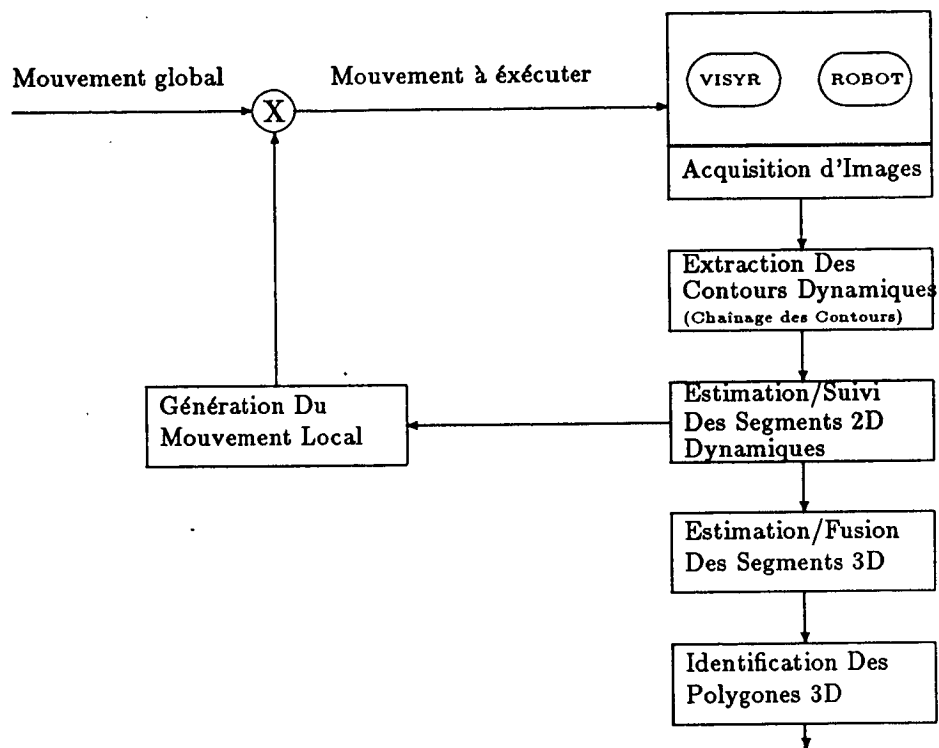 Mouvement global
Mouvement à éxécuter
X
VISYR
ROBOT
Acquisition d'Images
Extraction Des
Contours Dynamiques
(Chainage des Contours)
Estimation/Suivi
Des Segments 2D
Dynamiques
Génération Du
Mouvement Local
Estimation/Fusion
Des Segments 3D
Identification Des
Polygones 3D